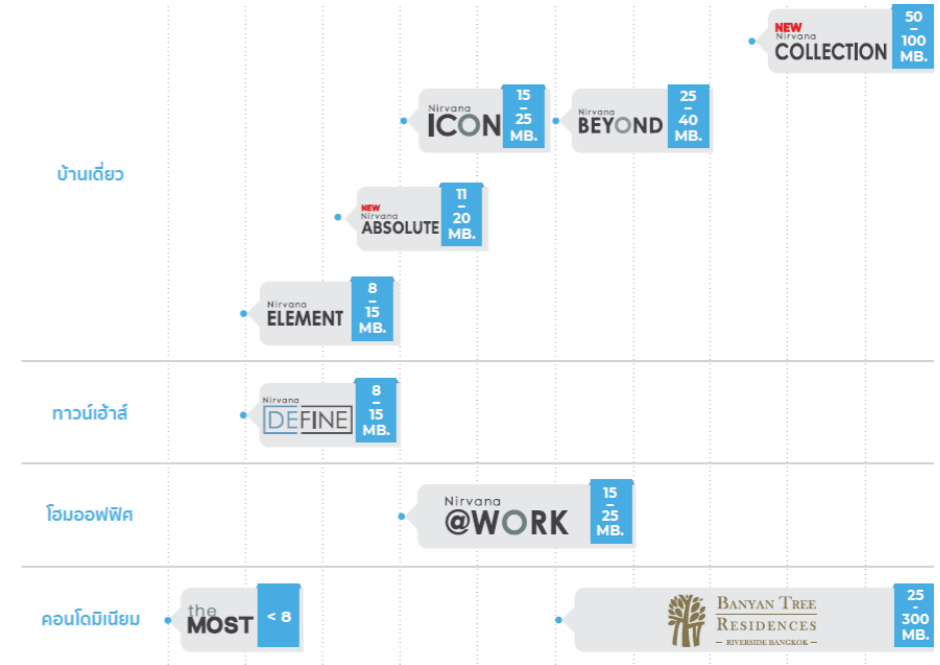 NEW
Nirvana
COLLECTION
50
–
100
MB.
Nirvana
ICON
15
–
25
MB.
Nirvana
BEYOND
25
–
40
MB.
บ้านเดี่ยว
NEW
Nirvana
ABSOLUTE
11
–
20
MB.
Nirvana
ELEMENT
8
–
15
MB.
ทาวน์เฮ้าส์
Nirvana
DEFINE
8
–
15
MB.
โฮมออฟฟิศ
Nirvana
@WORK
15
–
25
MB.
คอนโดมิเนียม
the
MOST
< 8
BANYAN TREE
RESIDENCES
– RIVERSIDE BANGKOK –
25
-
300
MB.